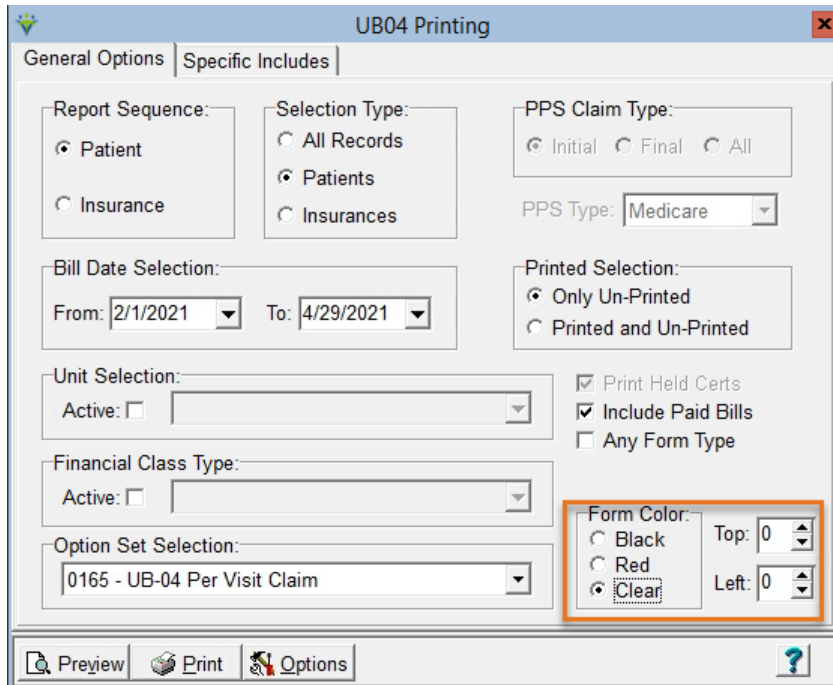 UB04 Printing
General Options Specific Includes
Report Sequence:
Patient
Insurance
Selection Type:
All Records
Patients
Insurances
PPS Claim Type:
Initial Final All
PPS Type: Medicare
Bill Date Selection:
From: 2/1/2021 To: 4/29/2021
Printed Selection:
Only Un-Printed
Printed and Un-Printed
Unit Selection:
Active:
Print Held Certs
Include Paid Bills
Any Form Type
Financial Class Type:
Active:
Option Set Selection:
0165 - UB-04 Per Visit Claim
Form Color:
Black
Red
Clear
Top: 0
Left: 0
Preview Print Options ?